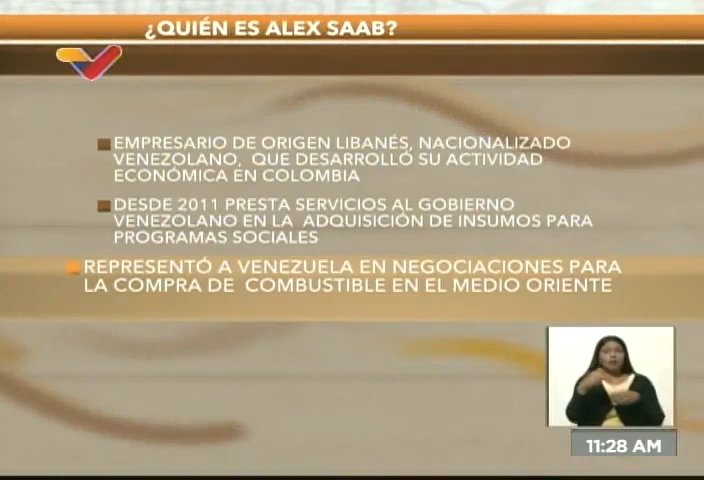 ¿QUIÉN ES ALEX SAAB?
EMPRESARIO DE ORIGEN LIBANÉS, NACIONALIZADO
VENEZOLANO, QUE DESARROLLÓ SU ACTIVIDAD
ECONÓMICA EN COLOMBIA
DESDE 2011 PRESTA SERVICIOS AL GOBIERNO
VENEZOLANO EN LA ADQUISICIÓN DE INSUMOS PARA
PROGRAMAS SOCIALES
REPRESENTÓ A VENEZUELA EN NEGOCIACIONES PARA
LA COMPRA DE COMBUSTIBLE EN EL MEDIO ORIENTE
11:28 AM